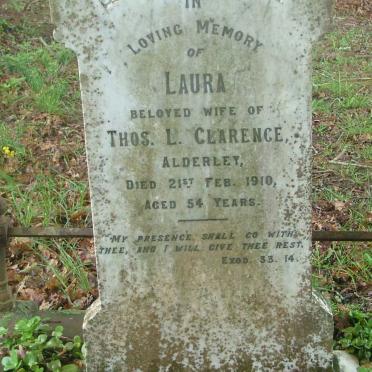 IN
LOVING MEMORY
OF
LAURA
BELOVED WIFE OF
THOS. L. CLARENCE,
ALDERLEY,
DIED 21ST FEB. 1910,
AGED 54 YEARS.
"MY PRESENCE SHALL GO WITH
THEE, AND I WILL GIVE THEE REST."
EXOD. 33. 14.